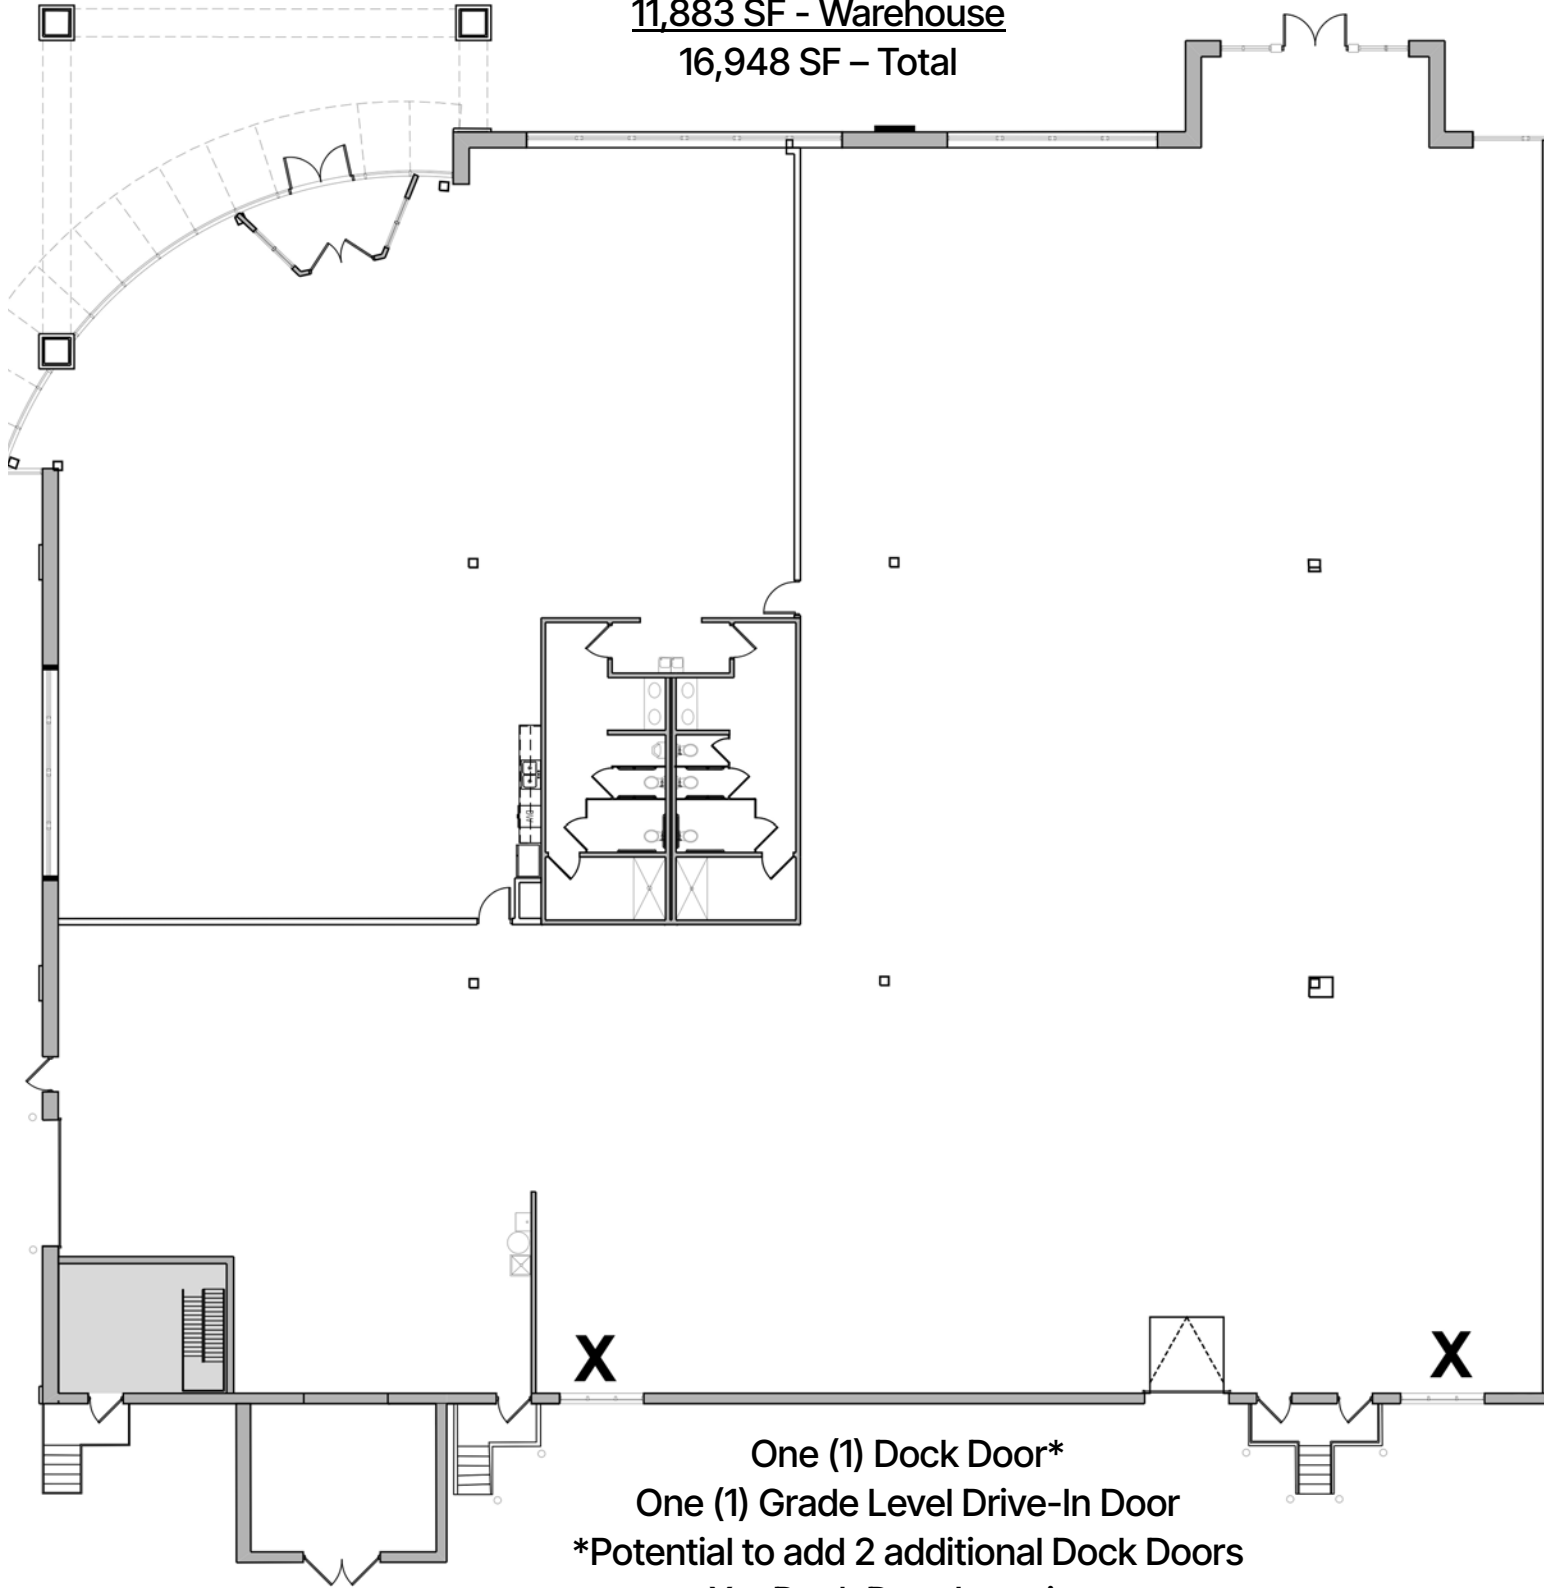 11,883 SF - Warehouse
16,948 SF – Total
X
X
One (1) Dock Door*
One (1) Grade Level Drive-In Door
*Potential to add 2 additional Dock Doors